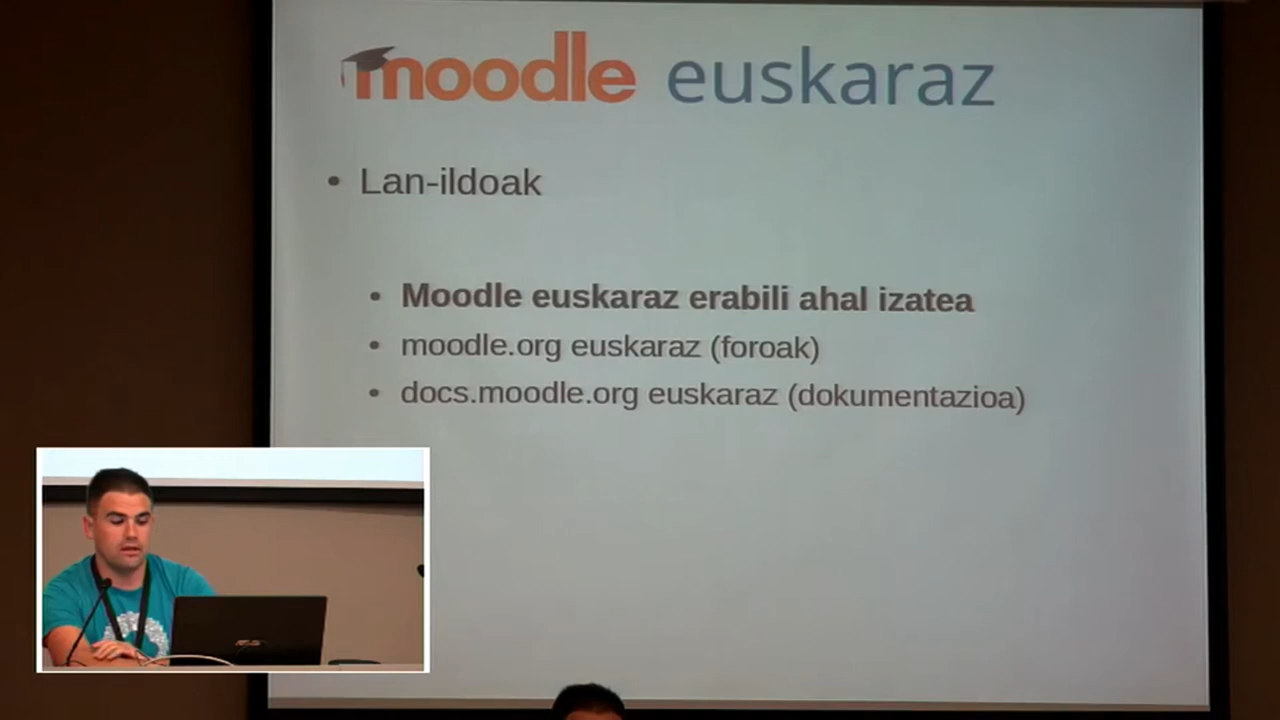 moodle euskaraz
• Lan-ildoak
• Moodle euskaraz erabili ahal izatea
• moodle.org euskaraz (foroak)
• docs.moodle.org euskaraz (dokumentazioa)